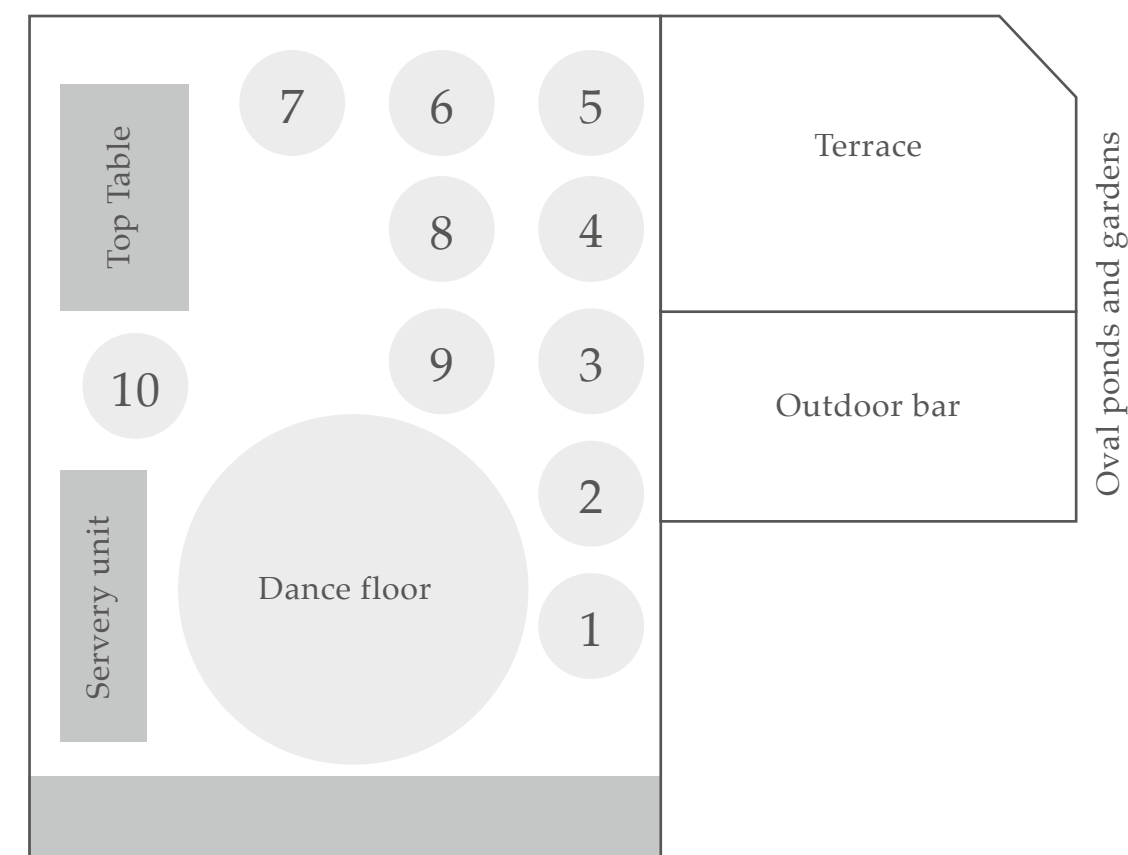 7 6 5
Terrace
Top Table
8 4
Oval ponds and gardens
9 3
10
Outdoor bar
2
Servery unit
Dance floor
1